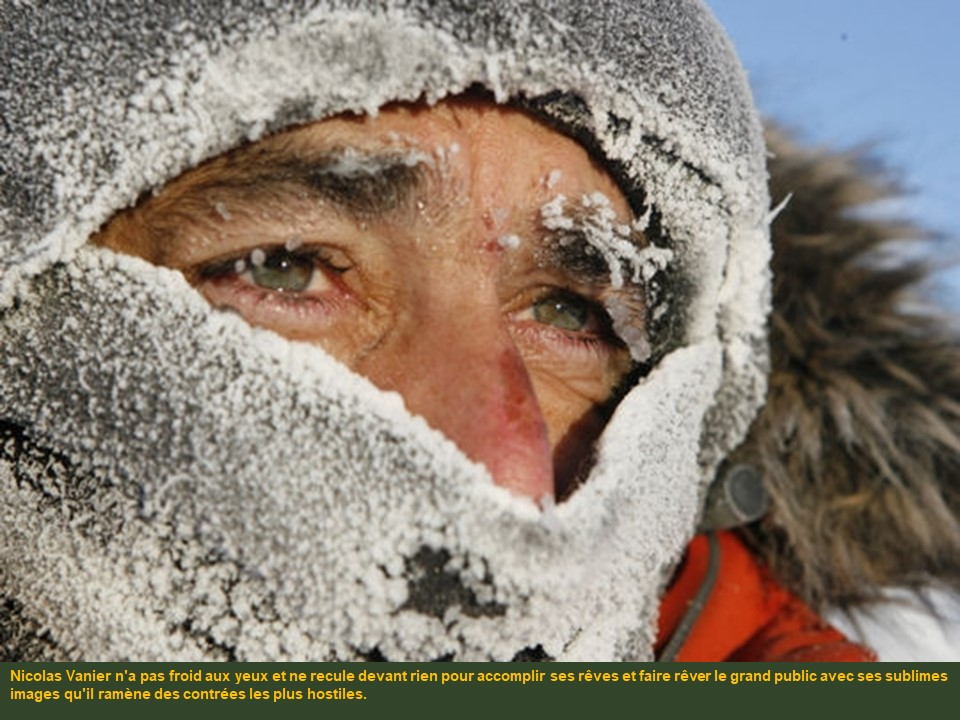 Nicolas Vanier n'a pas froid aux yeux et ne recule devant rien pour accomplir ses rêves et faire rêver le grand public avec ses sublimes
images qu'il ramène des contrées les plus hostiles.